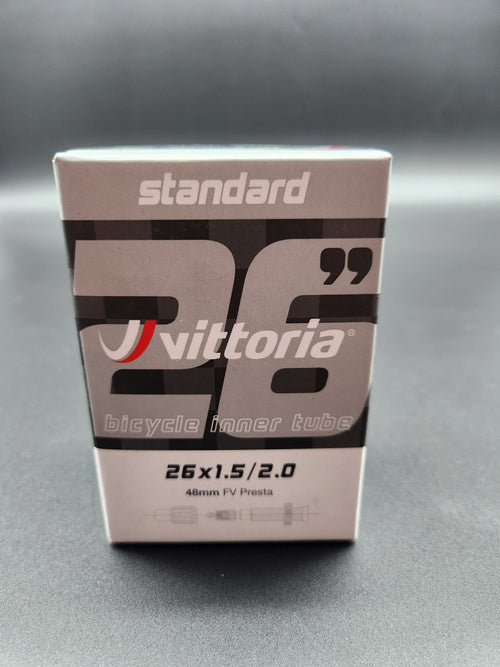 standard
26”
vittoria®
bicycle inner tube
26x1.5/2.0
48mm FV Presta